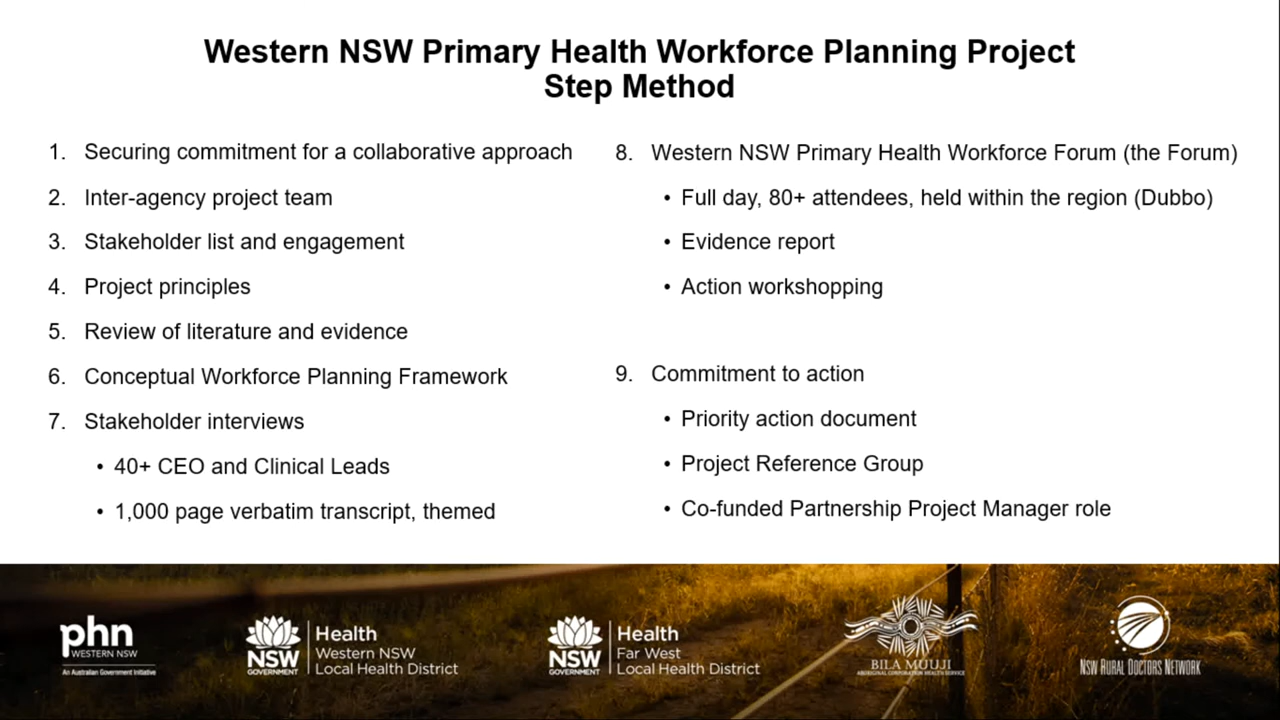 Western NSW Primary Health Workforce Planning Project
Step Method
1. Securing commitment for a collaborative approach
2. Inter-agency project team
3. Stakeholder list and engagement
4. Project principles
5. Review of literature and evidence
6. Conceptual Workforce Planning Framework
7. Stakeholder interviews
• 40+ CEO and Clinical Leads
• 1,000 page verbatim transcript, themed
8. Western NSW Primary Health Workforce Forum (the Forum)
• Full day, 80+ attendees, held within the region (Dubbo)
• Evidence report
• Action workshopping
9. Commitment to action
• Priority action document
• Project Reference Group
• Co-funded Partnership Project Manager role
phn
WESTERN NSW
An Australian Government Initiative
NSW
GOVERNMENT
Health
Western NSW
Local Health District
NSW
GOVERNMENT
Health
Far West
Local Health District
BILA MUUJI
ABORIGINAL CORPORATION HEALTH SERVICE
NSW RURAL DOCTORS NETWORK